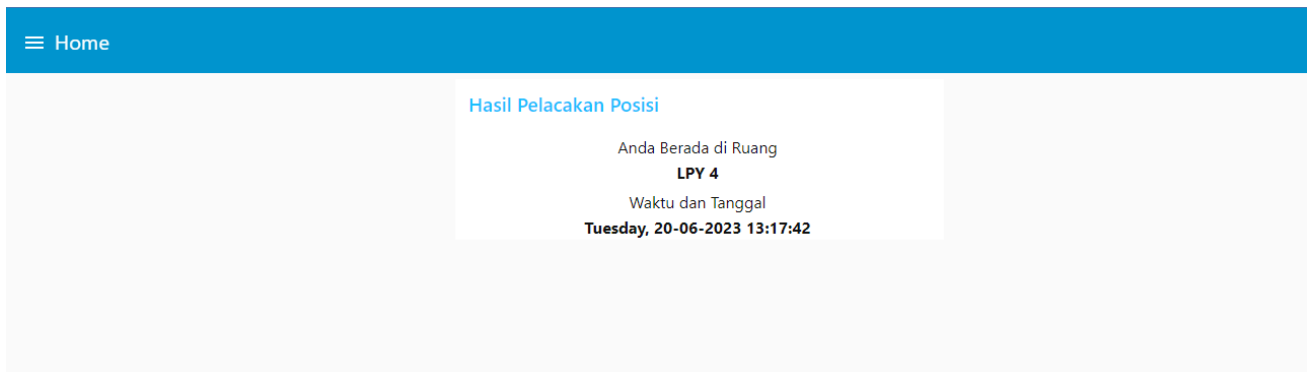 Home
Hasil Pelacakan Posisi
Anda Berada di Ruang
LPY 4
Waktu dan Tanggal
Tuesday, 20-06-2023 13:17:42